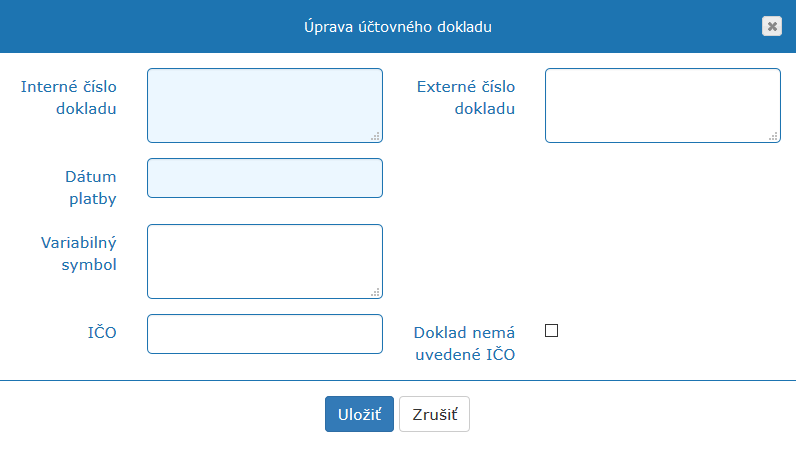 Úprava účtovného dokladu
Interné číslo
dokladu
Externé číslo
dokladu
Dátum
platby
Variabilný
symbol
IČO
Doklad nemá
uvedené IČO
Uložiť
Zrušiť